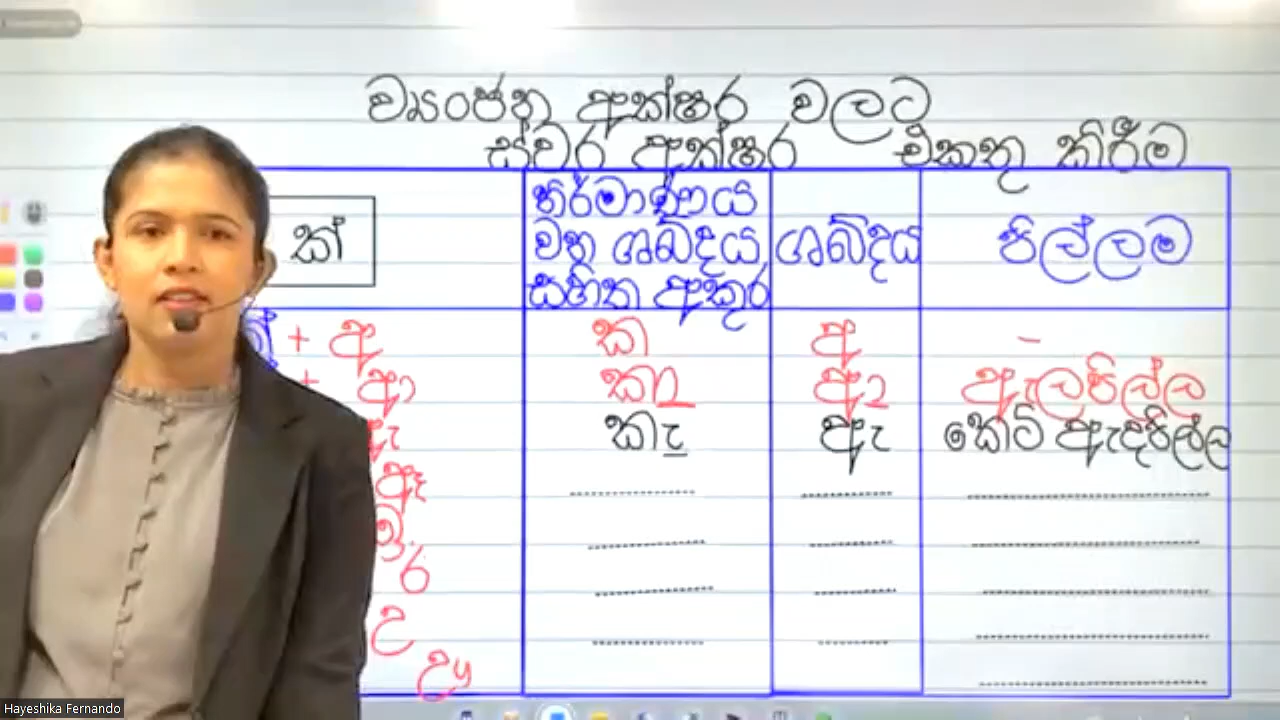 ව්‍යංජන අක්ෂර වලට
ස්වර අක්ෂර එකතු කිරීම
ක්
නිර්මාණය
වන ශබ්දය
සහිත අකුර
ශබ්දය
පිල්ලම
+ අ ක අ -
+ ආ කා ආ ඇලපිල්ල
ඇ කැ ඇ කෙටි ඇදපිල්ල
ඈ
ඉ
ඊ
උ
ඌ
Hayeshika Fernando